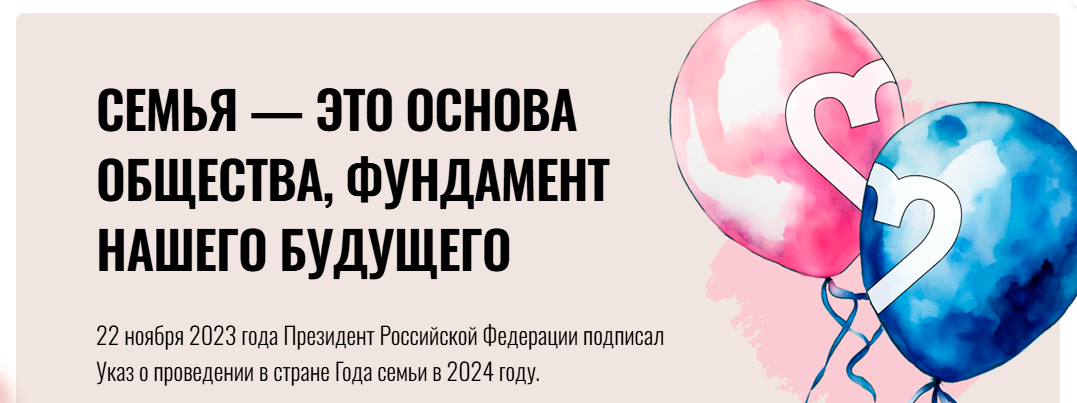 СЕМЬЯ — ЭТО ОСНОВА
ОБЩЕСТВА, ФУНДАМЕНТ
НАШЕГО БУДУЩЕГО
22 ноября 2023 года Президент Российской Федерации подписал
Указ о проведении в стране Года семьи в 2024 году.